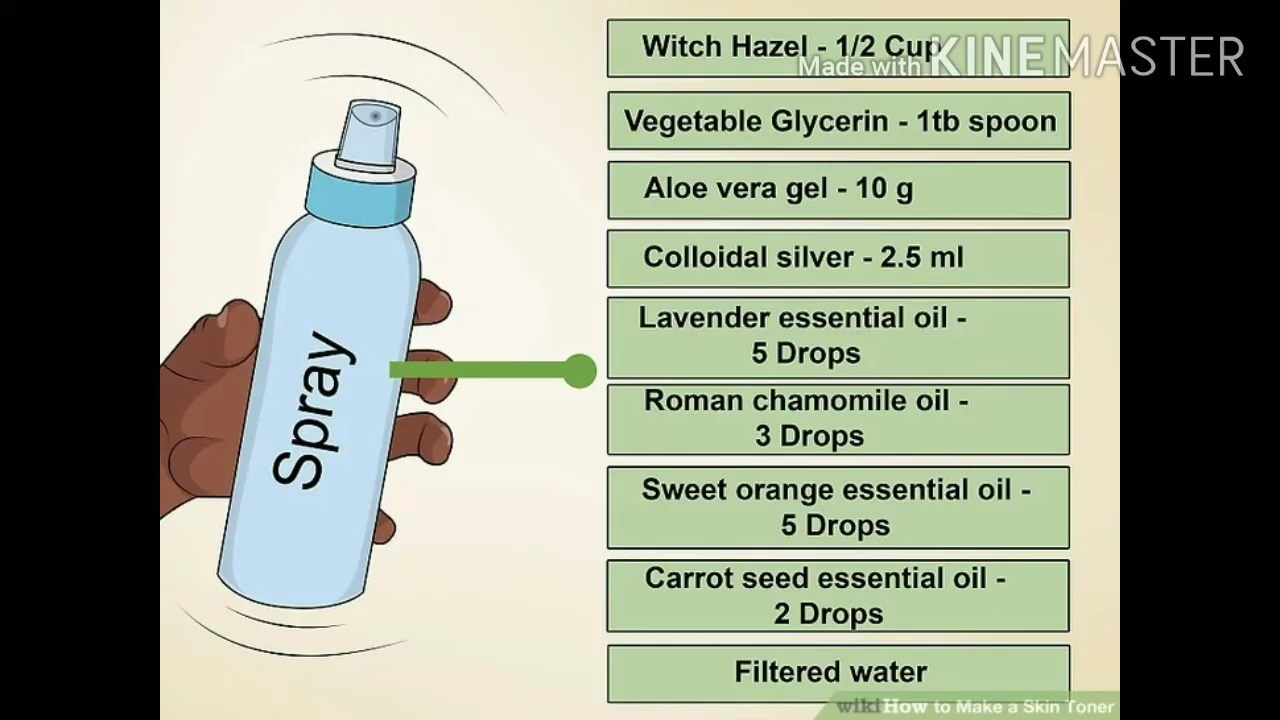 Witch Hazel - 1/2 Cup
Made with KINEMASTER
Vegetable Glycerin - 1tb spoon
Aloe vera gel - 10 g
Colloidal silver - 2.5 ml
Lavender essential oil -
5 Drops
Roman chamomile oil -
3 Drops
Sweet orange essential oil -
5 Drops
Carrot seed essential oil -
2 Drops
Filtered water
Spray
wikiHow to Make a Skin Toner